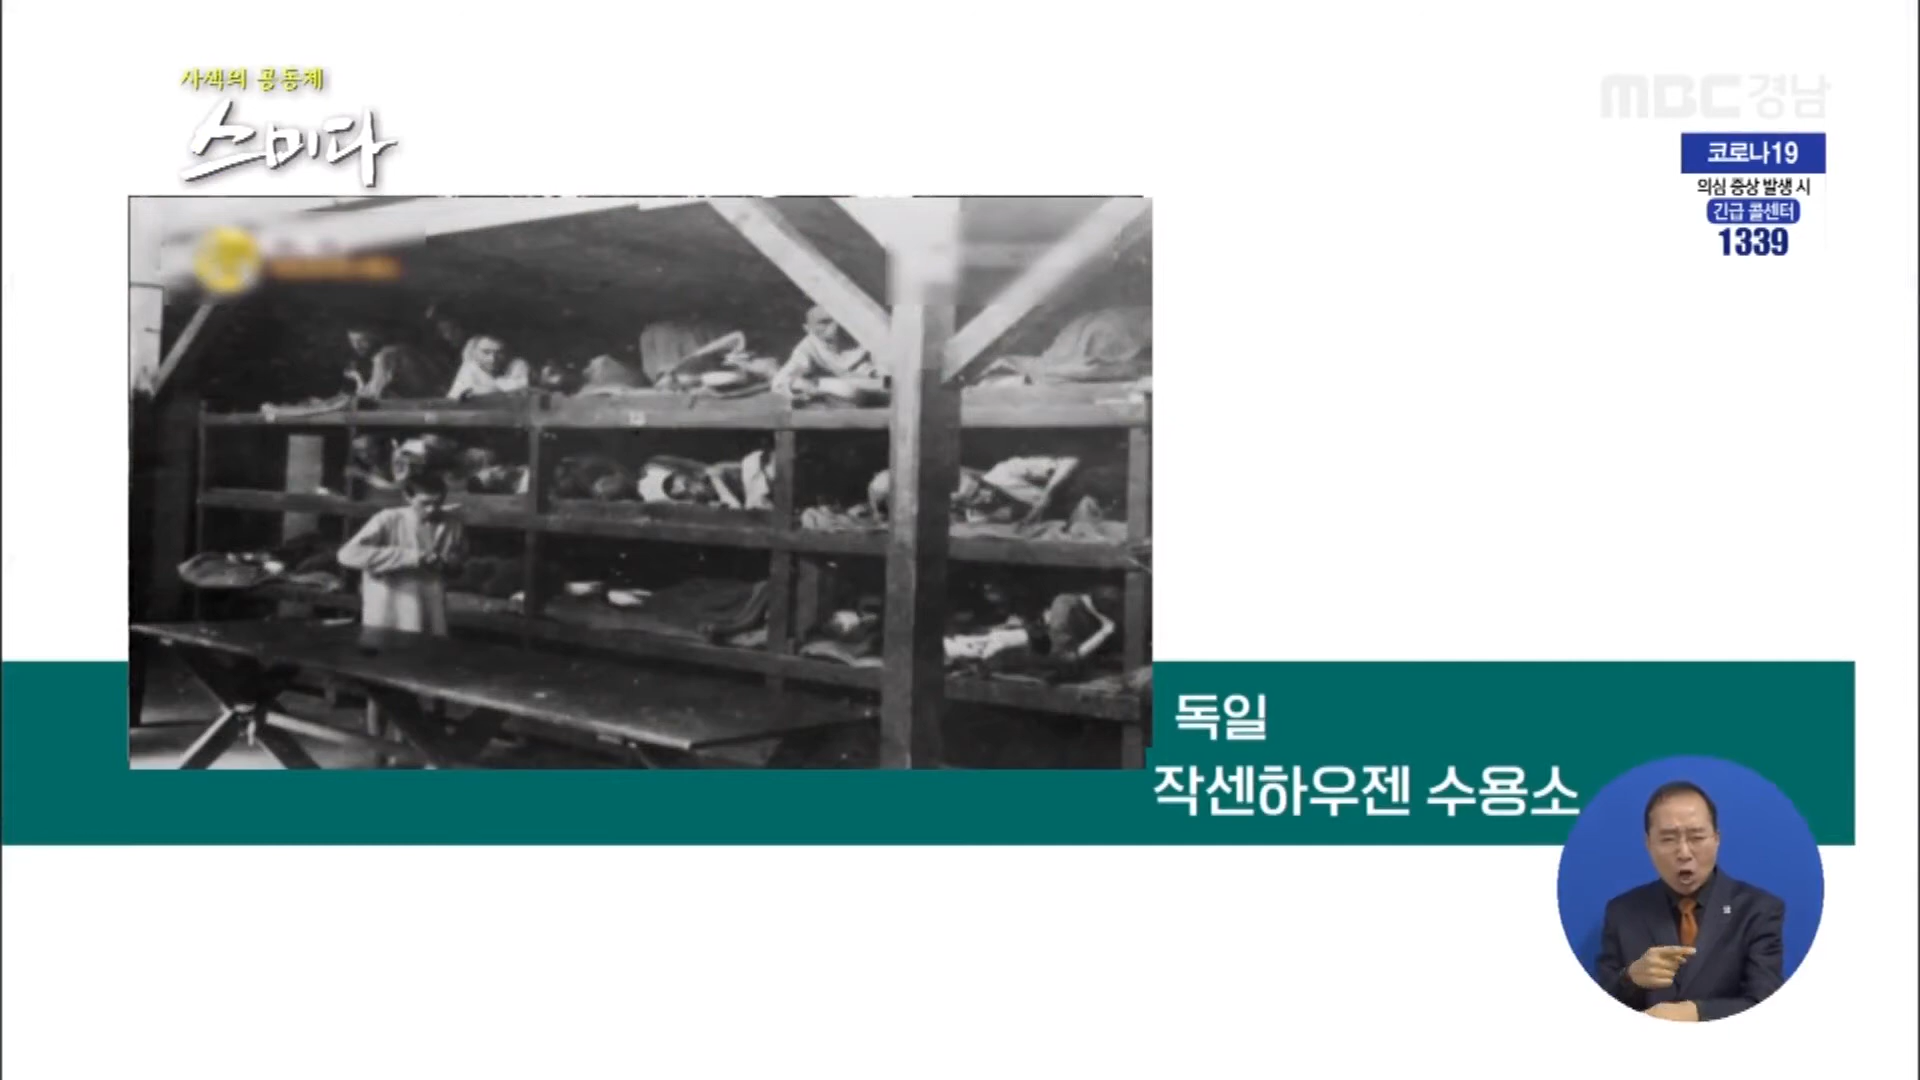 사색의 공동체
스미다
MBC경남
코로나19
의심 증상 발생 시
긴급 콜센터
1339
독일
작센하우젠 수용소